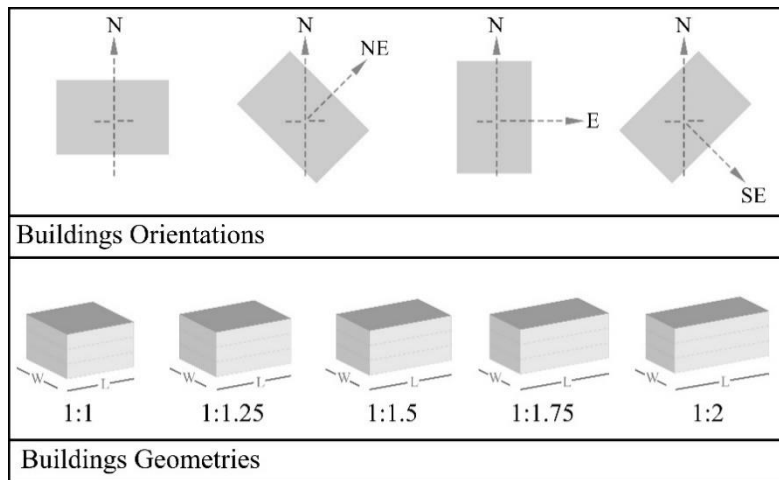 N N N N
NE
E
SE
Buildings Orientations
W L W L W L W L W L
1:1 1:1.25 1:1.5 1:1.75 1:2
Buildings Geometries